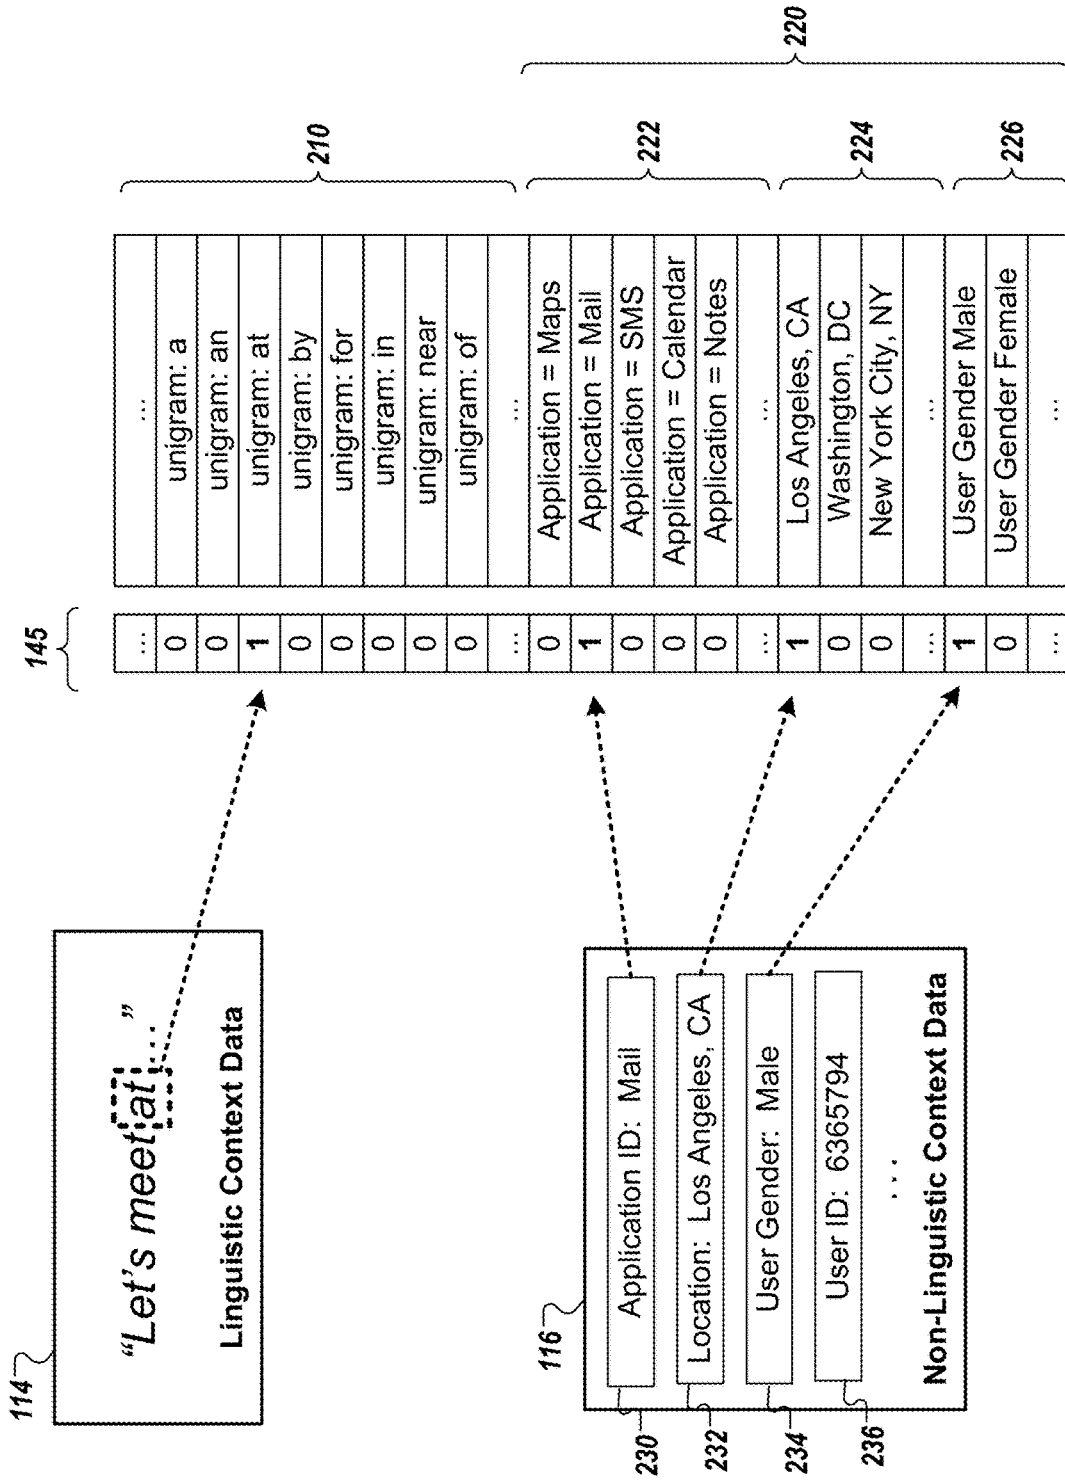 114
“Let's meet at ...”
Linguistic Context Data
116
230
Application ID: Mail
232
Location: Los Angeles, CA
234
User Gender: Male
236
User ID: 6365794
...
Non-Linguistic Context Data
145
... ...
0 unigram: a
0 unigram: an
1 unigram: at
0 unigram: by
0 unigram: for
0 unigram: in
0 unigram: near
0 unigram: of
... ...
0 Application = Maps
1 Application = Mail
0 Application = SMS
0 Application = Calendar
0 Application = Notes
... ...
1 Los Angeles, CA
0 Washington, DC
0 New York City, NY
... ...
1 User Gender Male
0 User Gender Female
... ...
210
222
224
226
220